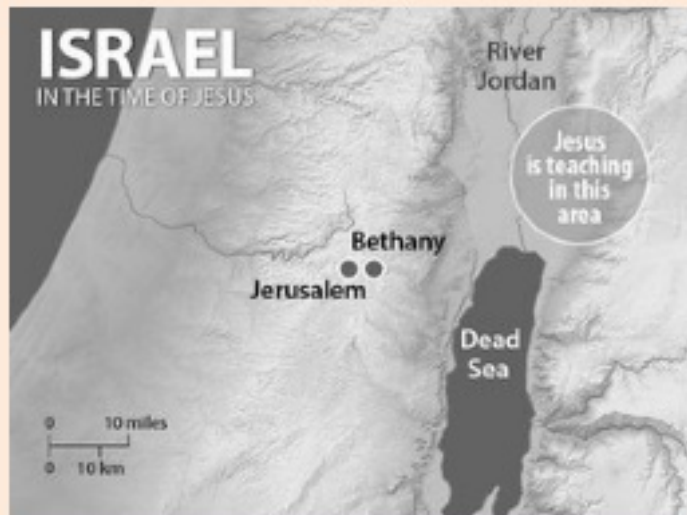 ISRAEL
IN THE TIME OF JESUS
River
Jordan
Jesus
is teaching
in this
area
Bethany
Jerusalem
Dead
Sea
0 10 miles
0 10 km